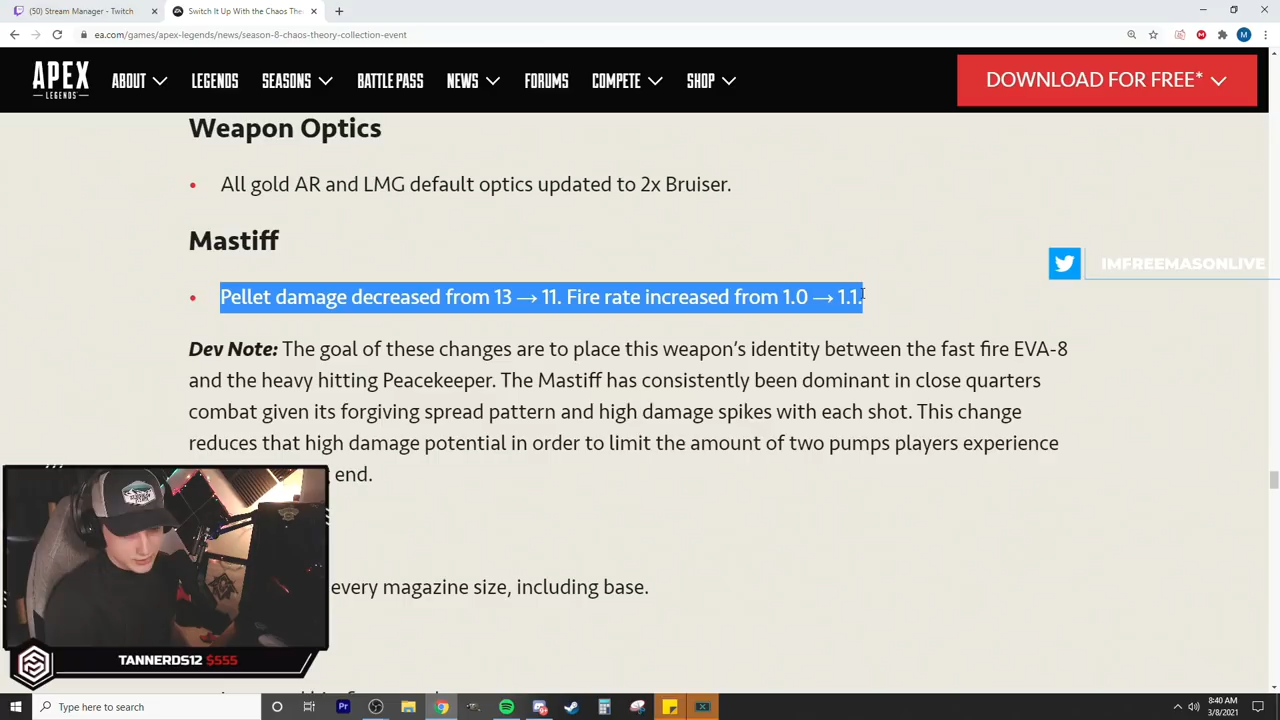 (50) Stream Manager - Twitch
Switch It Up With the Chaos The
ea.com/games/apex-legends/news/season-8-chaos-theory-collection-event
APEX
LEGENDS
ABOUT
LEGENDS
SEASONS
BATTLE PASS
NEWS
FORUMS
COMPETE
SHOP
DOWNLOAD FOR FREE*
Weapon Optics
• All gold AR and LMG default optics updated to 2x Bruiser.
Mastiff
• Pellet damage decreased from 13 → 11. Fire rate increased from 1.0 → 1.1.
IMFREEMASONLIVE
Dev Note: The goal of these changes are to place this weapon’s identity between the fast fire EVA-8
and the heavy hitting Peacekeeper. The Mastiff has consistently been dominant in close quarters
combat given its forgiving spread pattern and high damage spikes with each shot. This change
reduces that high damage potential in order to limit the amount of two pumps players experience
end.
every magazine size, including base.
TANNERDS12 $555
Type here to search
8:40 AM
3/8/2021